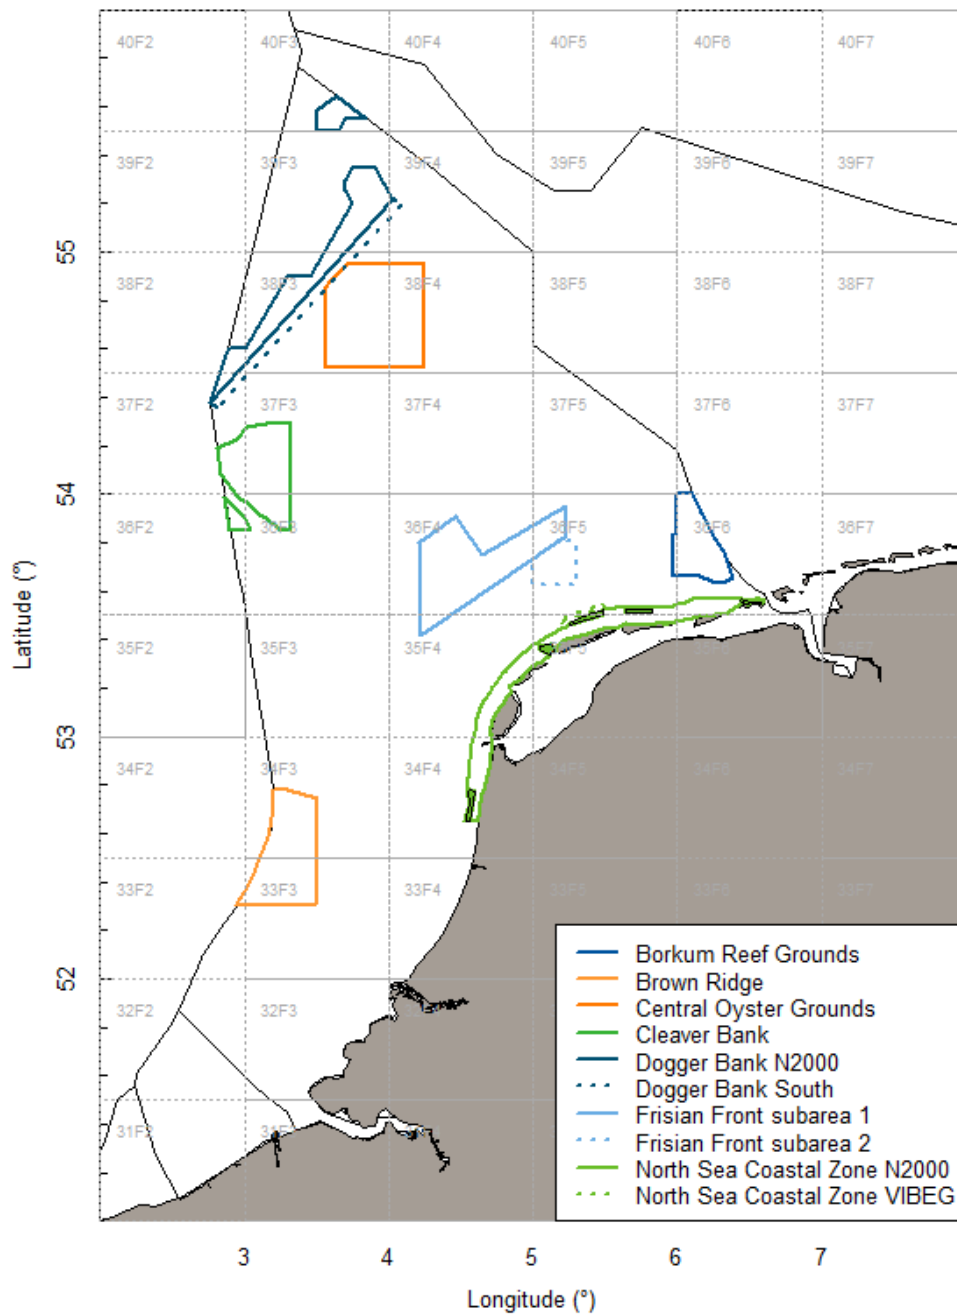 40F2 40F3 40F4 40F5 40F6 40F7
39F2 39F3 39F4 39F5 39F6 39F7
55
38F2 38F3 38F4 38F5 38F6 38F7
37F2 37F3 37F4 37F5 37F6 37F7
54
36F2 36F3 36F4 36F5 36F6 36F7
Latitude (°)
35F2 35F3 35F4 35F5
53
34F2 34F3 34F4 34F5 34F6 34F7
33F2 33F3 33F4 33F5 33F6 33F7
52
32F2 32F3
31F2
Borkum Reef Grounds
Brown Ridge
Central Oyster Grounds
Cleaver Bank
Dogger Bank N2000
Dogger Bank South
Frisian Front subarea 1
Frisian Front subarea 2
North Sea Coastal Zone N2000
North Sea Coastal Zone VIBEG
3 4 5 6 7
Longitude (°)